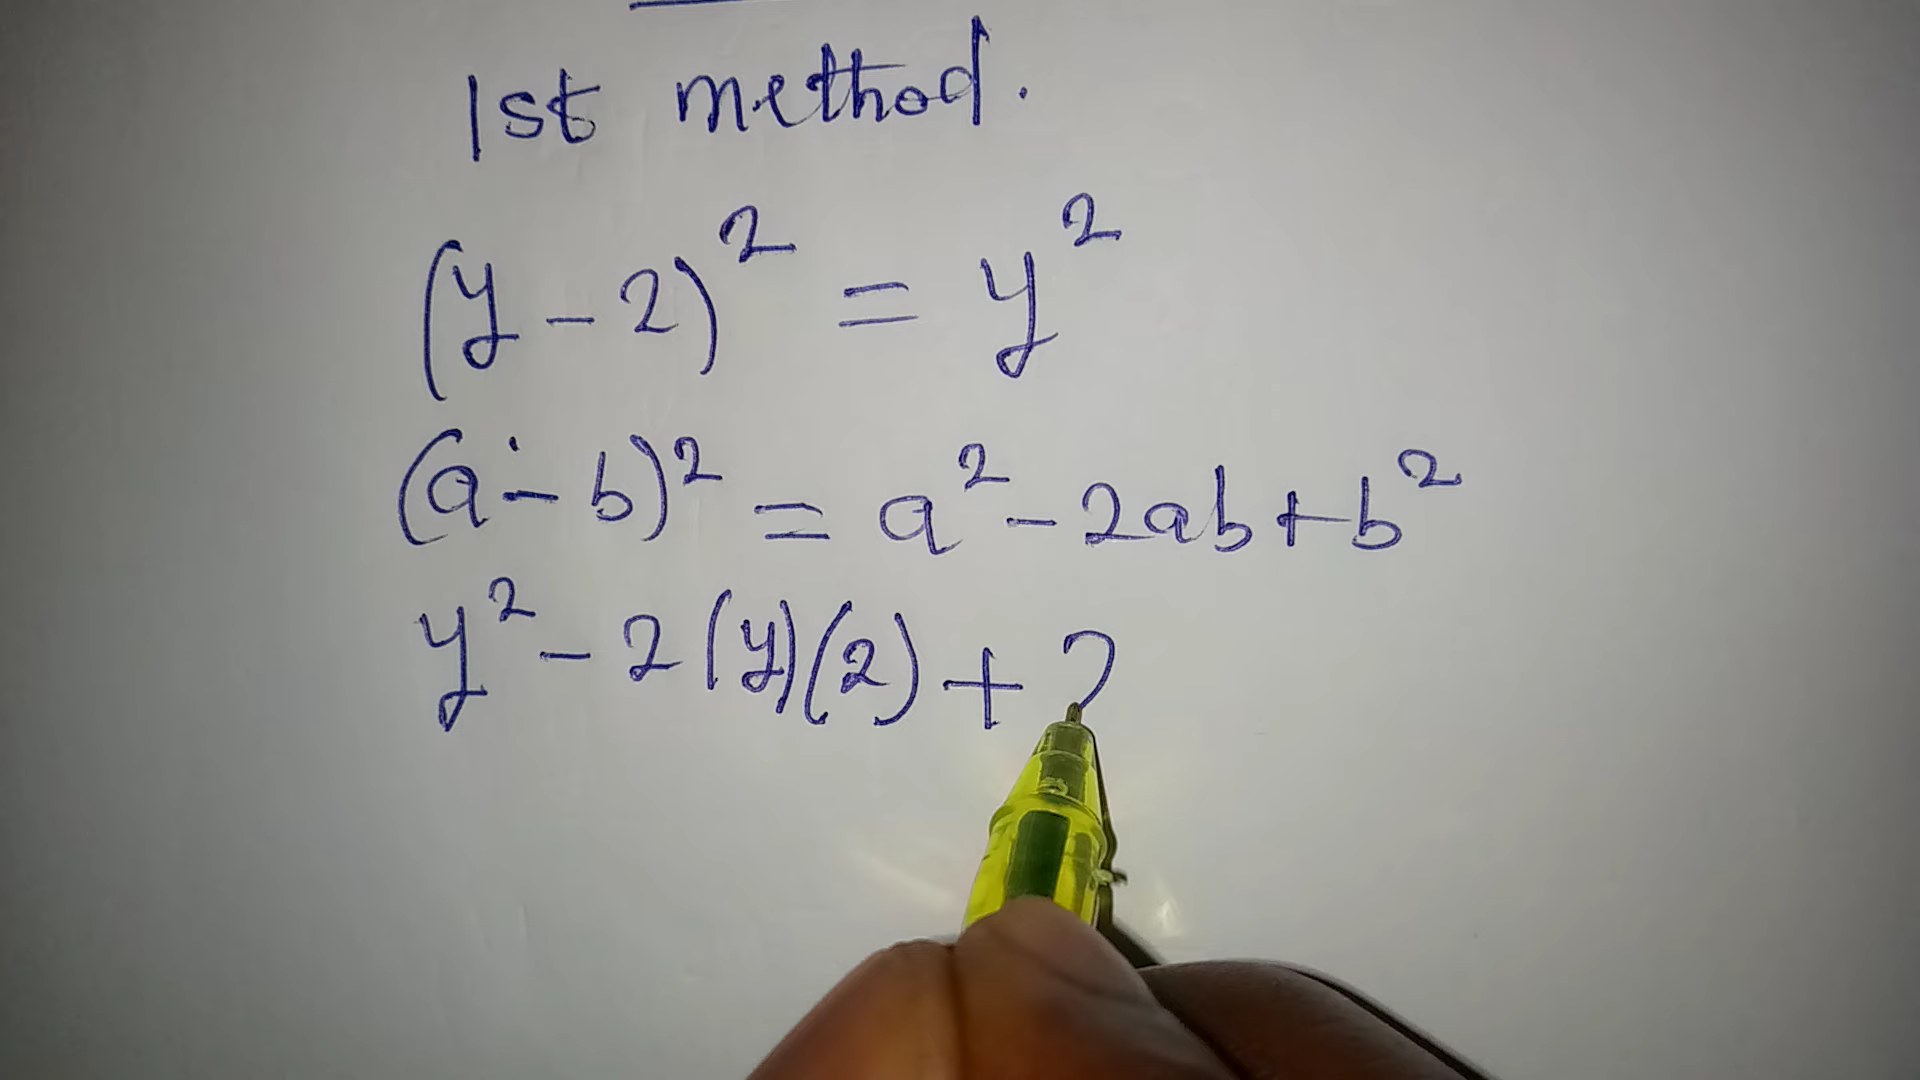 1st method.
(y - 2)² = y²
(a - b)² = a² - 2ab + b²
y² - 2(y)(2) + 2